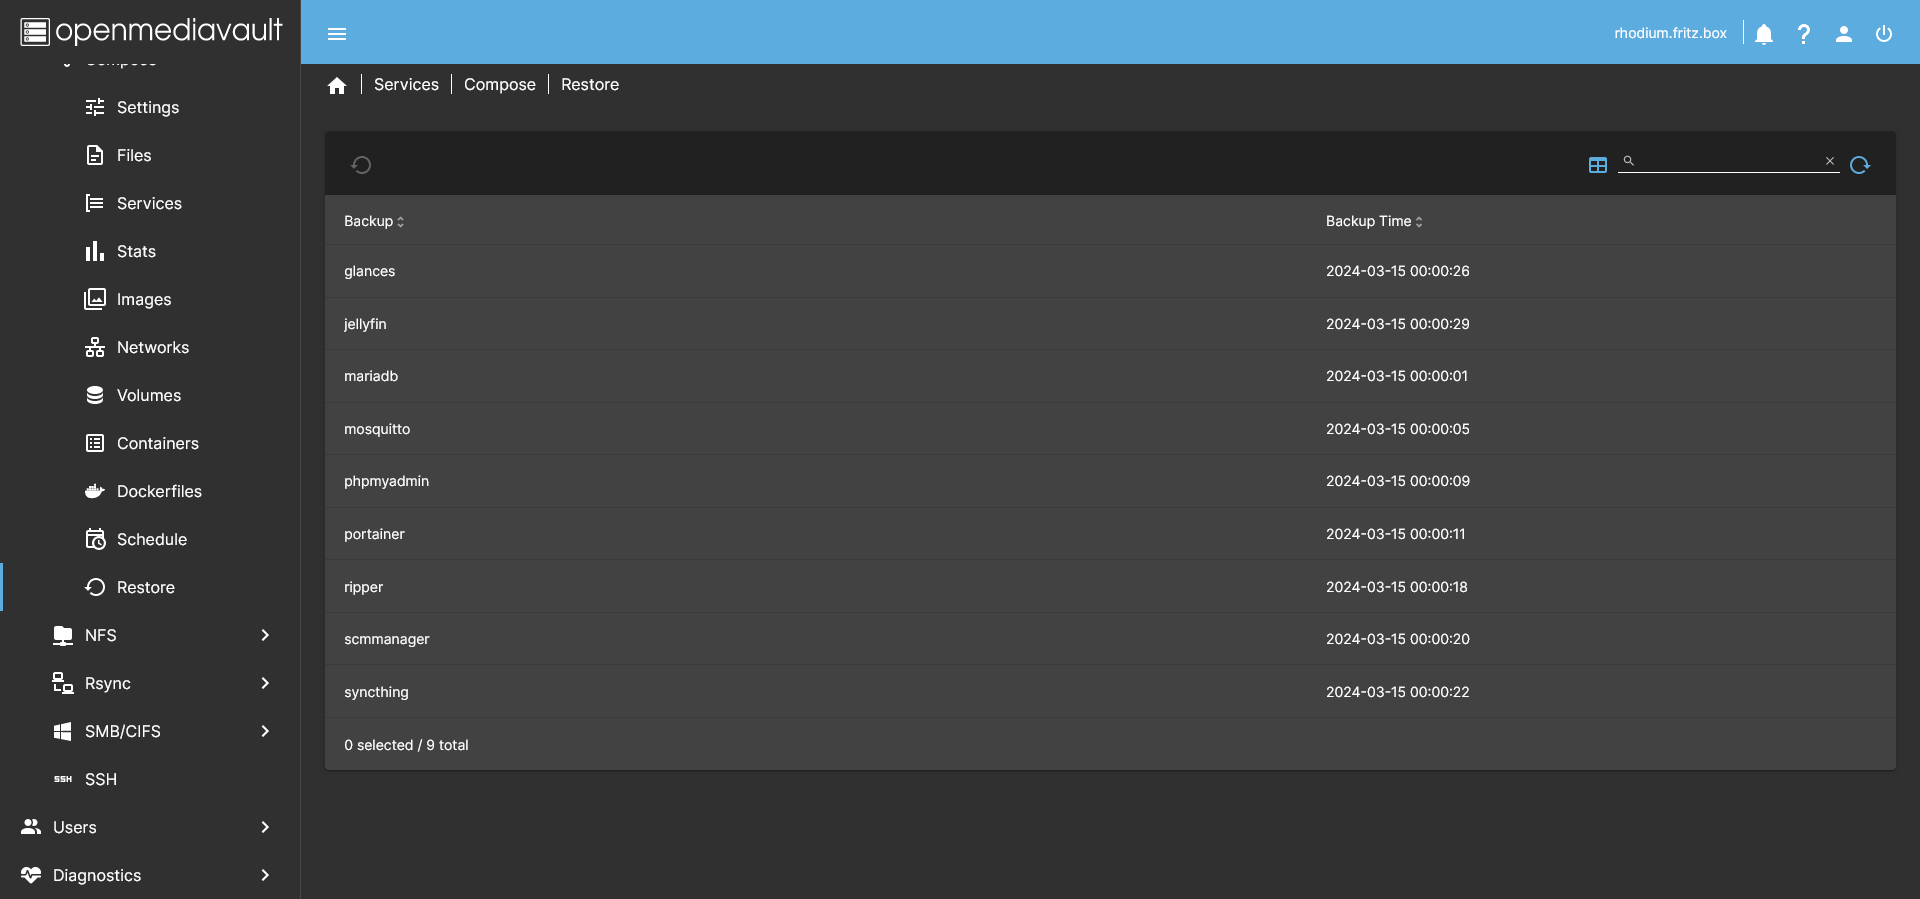 openmediavault
rhodium.fritz.box
Compose
Settings
Files
Services
Stats
Images
Networks
Volumes
Containers
Dockerfiles
Schedule
Restore
NFS
Rsync
SMB/CIFS
SSH SSH
Users
Diagnostics
Services Compose Restore
Backup Backup Time
glances 2024-03-15 00:00:26
jellyfin 2024-03-15 00:00:29
mariadb 2024-03-15 00:00:01
mosquitto 2024-03-15 00:00:05
phpmyadmin 2024-03-15 00:00:09
portainer 2024-03-15 00:00:11
ripper 2024-03-15 00:00:18
scmmanager 2024-03-15 00:00:20
syncthing 2024-03-15 00:00:22
0 selected / 9 total